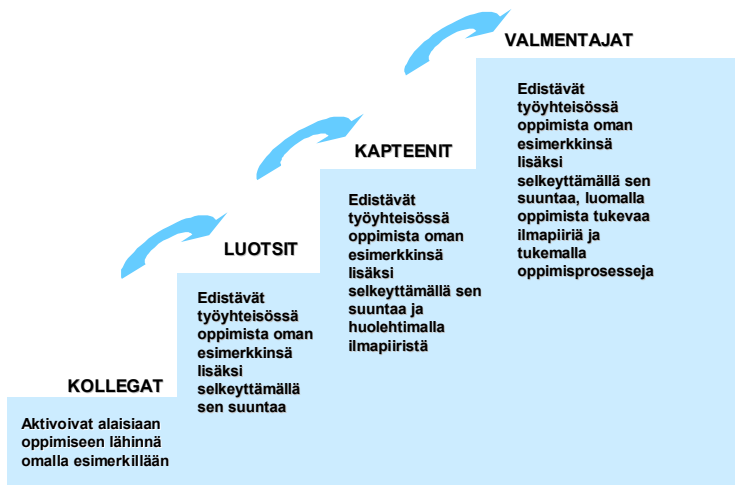 KOLLEGAT
Aktivoivat alaisiaan
oppimiseen lähinnä
omalla esimerkillään
LUOTSIT
Edistävät
työyhteisössä
oppimista oman
esimerkkinsä
lisäksi
selkeyttämällä
sen suuntaa
KAPTEENIT
Edistävät
työyhteisössä
oppimista oman
esimerkkinsä
lisäksi
selkeyttämällä sen
suuntaa ja
huolehtimalla
ilmapiiristä
VALMENTAJAT
Edistävät
työyhteisössä
oppimista oman
esimerkkinsä
lisäksi
selkeyttämällä sen
suuntaa, luomalla
oppimista tukevaa
ilmapiiriä ja
tukemalla
oppimisprosesseja